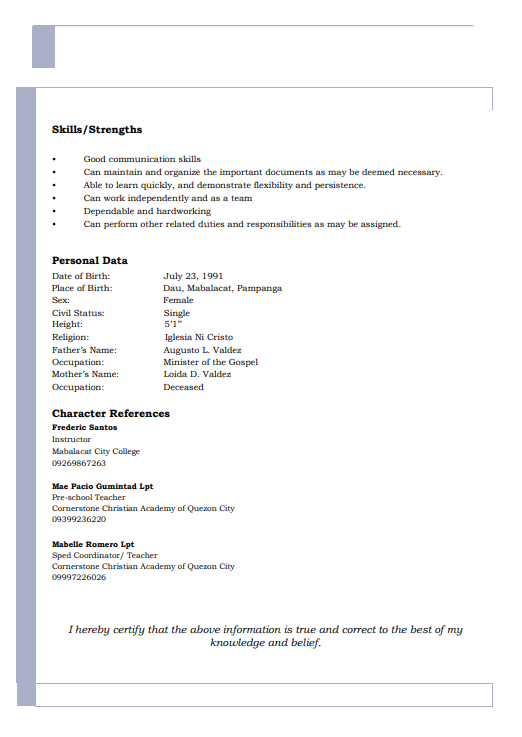 Skills/Strengths
• Good communication skills
• Can maintain and organize the important documents as may be deemed necessary.
• Able to learn quickly, and demonstrate flexibility and persistence.
• Can work independently and as a team
• Dependable and hardworking
• Can perform other related duties and responsibilities as may be assigned.
Personal Data
Date of Birth: July 23, 1991
Place of Birth: Dau, Mabalacat, Pampanga
Sex: Female
Civil Status: Single
Height: 5'1"
Religion: Iglesia Ni Cristo
Father's Name: Augusto L. Valdez
Occupation: Minister of the Gospel
Mother's Name: Loida D. Valdez
Occupation: Deceased
Character References
Frederic Santos
Instructor
Mabalacat City College
09269867263
Mae Pacio Gumintad Lpt
Pre-school Teacher
Cornerstone Christian Academy of Quezon City
09399236220
Mabelle Romero Lpt
Sped Coordinator/ Teacher
Cornerstone Christian Academy of Quezon City
09997226026
I hereby certify that the above information is true and correct to the best of my
knowledge and belief.